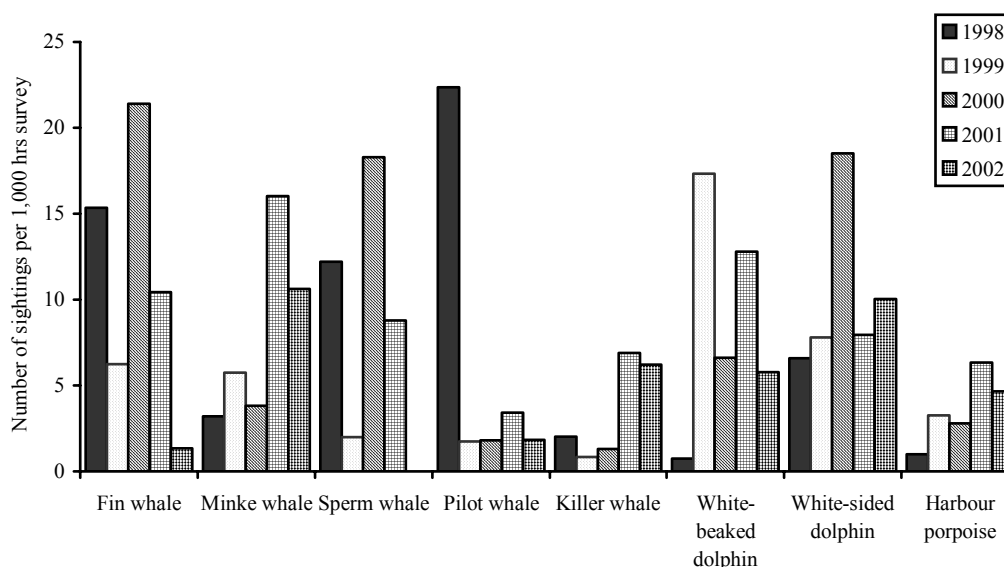 Number of sightings per 1,000 hrs survey
25
20
15
10
5
0
1998
1999
2000
2001
2002
Fin whale
Minke whale
Sperm whale
Pilot whale
Killer whale
White-
beaked
dolphin
White-sided
dolphin
Harbour
porpoise